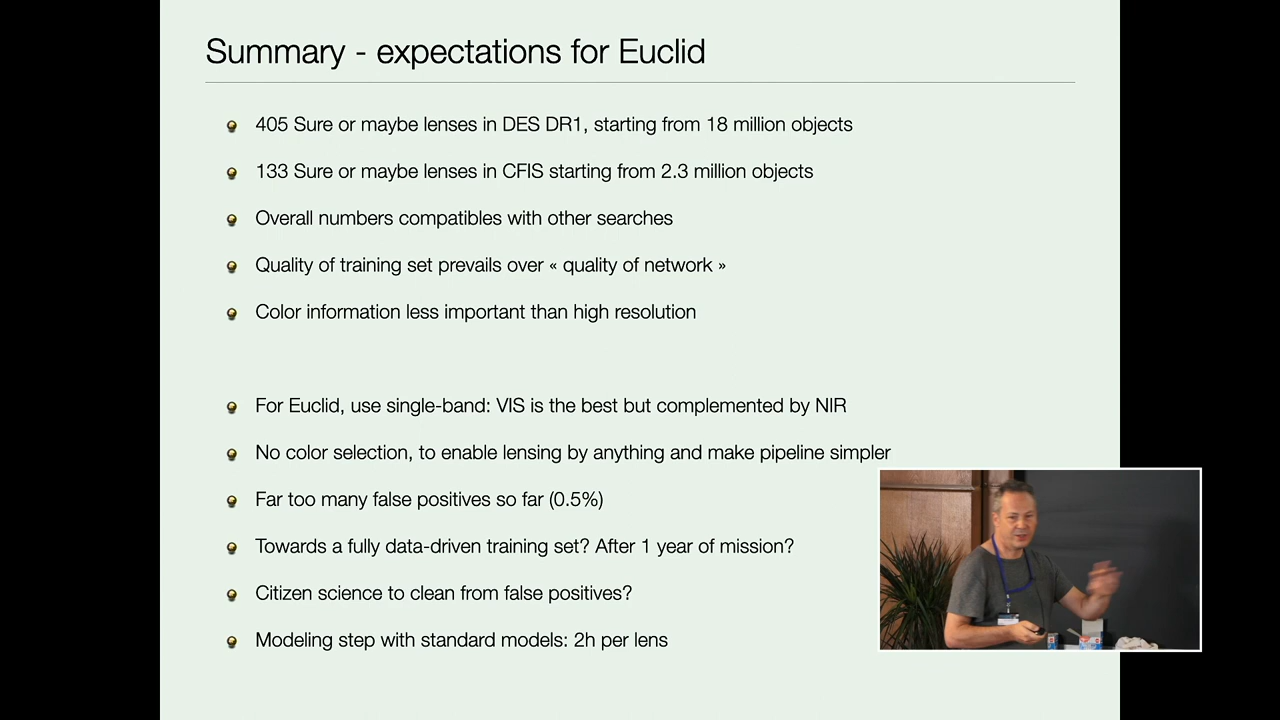 Summary - expectations for Euclid
405 Sure or maybe lenses in DES DR1, starting from 18 million objects
133 Sure or maybe lenses in CFIS starting from 2.3 million objects
Overall numbers compatibles with other searches
Quality of training set prevails over « quality of network »
Color information less important than high resolution
For Euclid, use single-band: VIS is the best but complemented by NIR
No color selection, to enable lensing by anything and make pipeline simpler
Far too many false positives so far (0.5%)
Towards a fully data-driven training set? After 1 year of mission?
Citizen science to clean from false positives?
Modeling step with standard models: 2h per lens